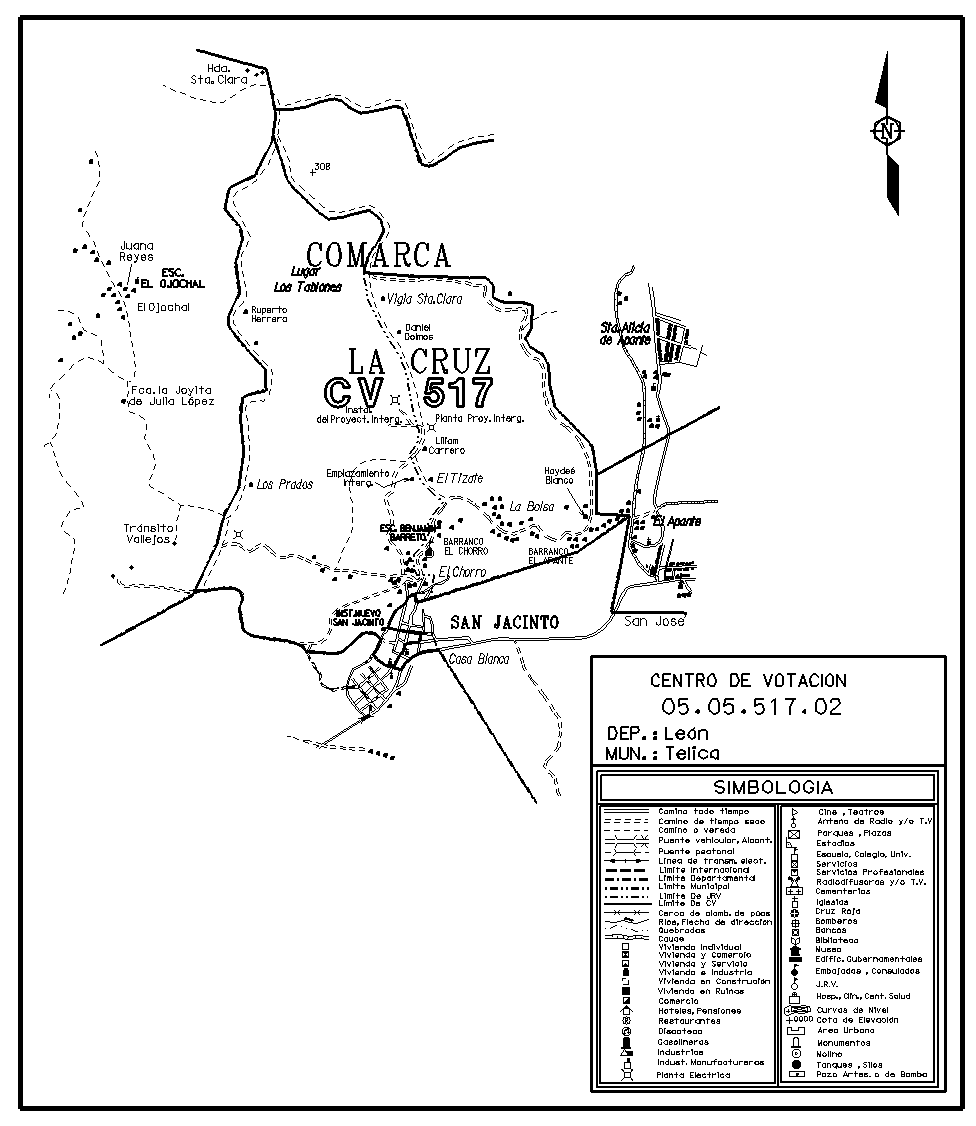 Hda.
Sta. Clara
N
308
COMARCA
Juana
Reyes
ESC.
EL OJOCHAL
El Ojochal
Lugar
Los Tablones
Vigia Sta. Clara
Ruperto
Herrera
Daniel
Dolmos
Sta. Alicia
de Apante
LA CRUZ
CV 517
Fca. la Joyita
de Julia López
Instal.
del Proyect. Interg.
Planta Proy. Interg.
Liliam
Carrero
Emplazamiento
Interg.
El Tizate
Haydeé
Blanco
Los Prados
La Bolsa
El Apante
Tránsito
Vallejos
ESC. BENJAMIN
BARRETO
BARRANCO
EL CHORRO
BARRANCO
EL APANTE
El Chorro
INST. NUEVO
SAN JACINTO
SAN JACINTO
San José
Casa Blanca
CENTRO DE VOTACION
05.05.517.02
DEP. : León
MUN. : Telica
SIMBOLOGIA
Camino todo tiempo
Camino de tiempo seco
Camino o vereda
Puente vehicular, Alcant.
Puente peatonal
Linea de transm. elect.
Limite Internacional
Limite Departamental
Limite Municipal
Limite De JRV
Limite De CV
Cerca de alamb. de púas
Rios, Flecha de dirección
Quebradas
Cause
Vivienda Individual
Vivienda y Comercio
Vivienda y Servicio
Vivienda e Industria
Vivienda en Construcción
Vivienda en Ruinas
Comercio
Hoteles, Pensiones
Restaurantes
Discoteca
Gasolineras
Industrias
Indust. Manufactureras
Planta Electrica
Cine , Teatros
Antena de Radio y/o T.V
Parques , Plazas
Estadios
Escuela, Colegio, Univ.
Servicios
Servicios Profesionales
Radiodifusoras y/o T.V.
Cementerios
Iglesias
Cruz Roja
Bomberos
Bancos
Biblioteca
Museo
Edific. Gubernamentales
Embajadas , Consulados
J.R.V.
Hosp., Clin., Cent. Salud
Curvas de Nivel
Cota de Elevación
Area Urbana
Monumentos
Molino
Tanques , Silos
Pozo Artes. o de Bomba